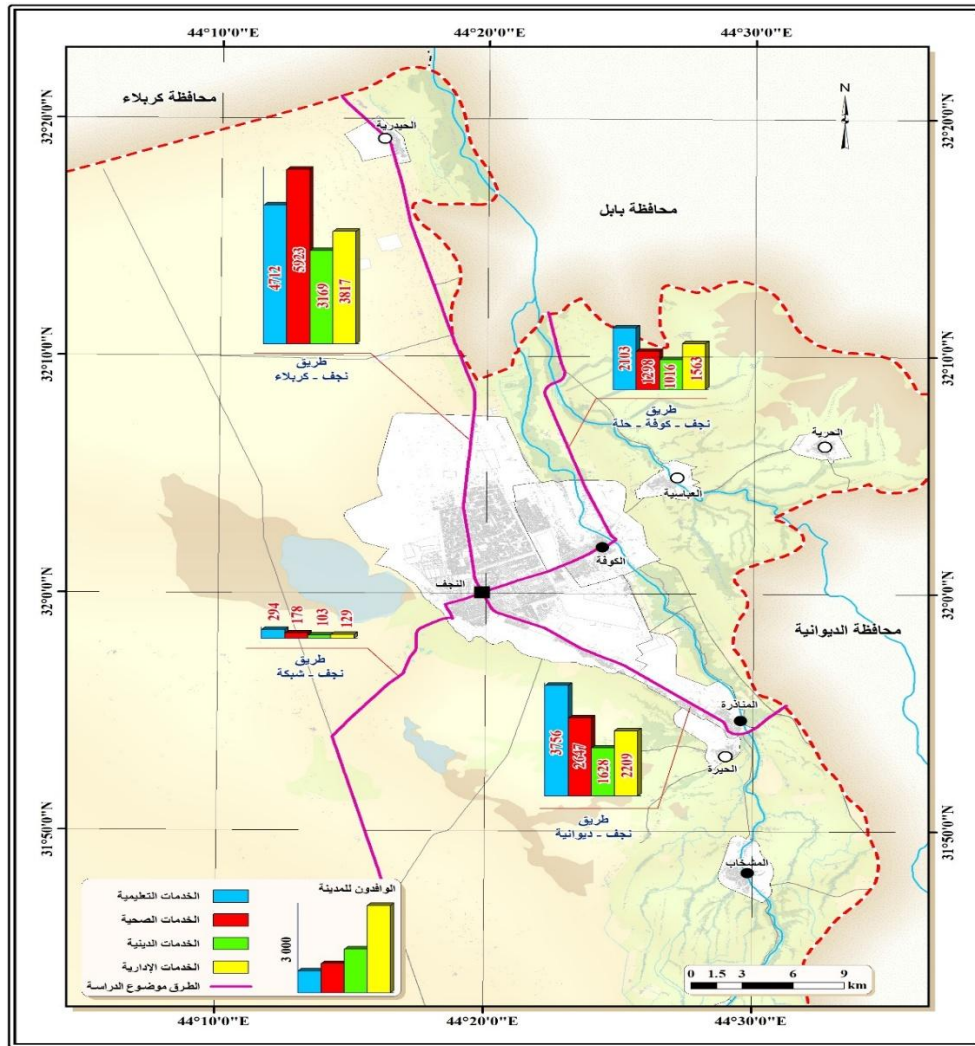 44°10'0"E
44°20'0"E
44°30'0"E
32°20'0"N
32°10'0"N
32°0'0"N
31°50'0"N
32°20'0"N
32°10'0"N
32°0'0"N
31°50'0"N
محافظة كربلاء
N
الحيدرية
محافظة بابل
4712
5923
3169
3817
طريق
نجف - كربلاء
2103
1298
1016
1563
طريق
نجف - كوفة - حلة
الحرية
العباسية
الكوفة
النجف
محافظة الديوانية
294
178
103
129
طريق
نجف - شبكة
المناذرة
الحيرة
3756
2647
1628
2209
طريق
نجف - ديوانية
المشخاب
الوافدون للمدينة
3 000
الخدمات التعليمية
الخدمات الصحية
الخدمات الدينية
الخدمات الإدارية
الطرق موضوع الدراسة
0 1.5 3 6 9
km
44°10'0"E
44°20'0"E
44°30'0"E